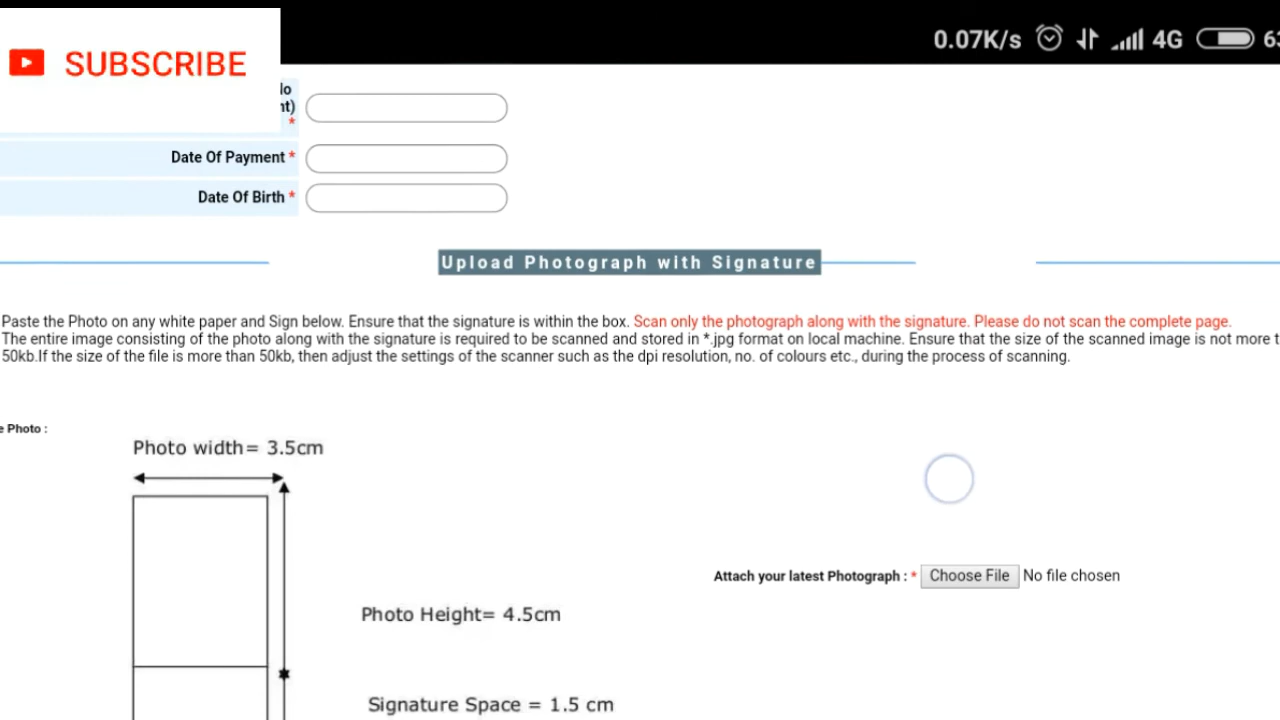 0.07K/s 4G 63
SUBSCRIBE
*
Date Of Payment *
Date Of Birth *
Upload Photograph with Signature
Paste the Photo on any white paper and Sign below. Ensure that the signature is within the box. Scan only the photograph along with the signature. Please do not scan the complete page.
The entire image consisting of the photo along with the signature is required to be scanned and stored in *.jpg format on local machine. Ensure that the size of the scanned image is not more t
50kb.If the size of the file is more than 50kb, then adjust the settings of the scanner such as the dpi resolution, no. of colours etc., during the process of scanning.
e Photo :
Photo width= 3.5cm
Attach your latest Photograph : * Choose File No file chosen
Photo Height= 4.5cm
Signature Space = 1.5 cm